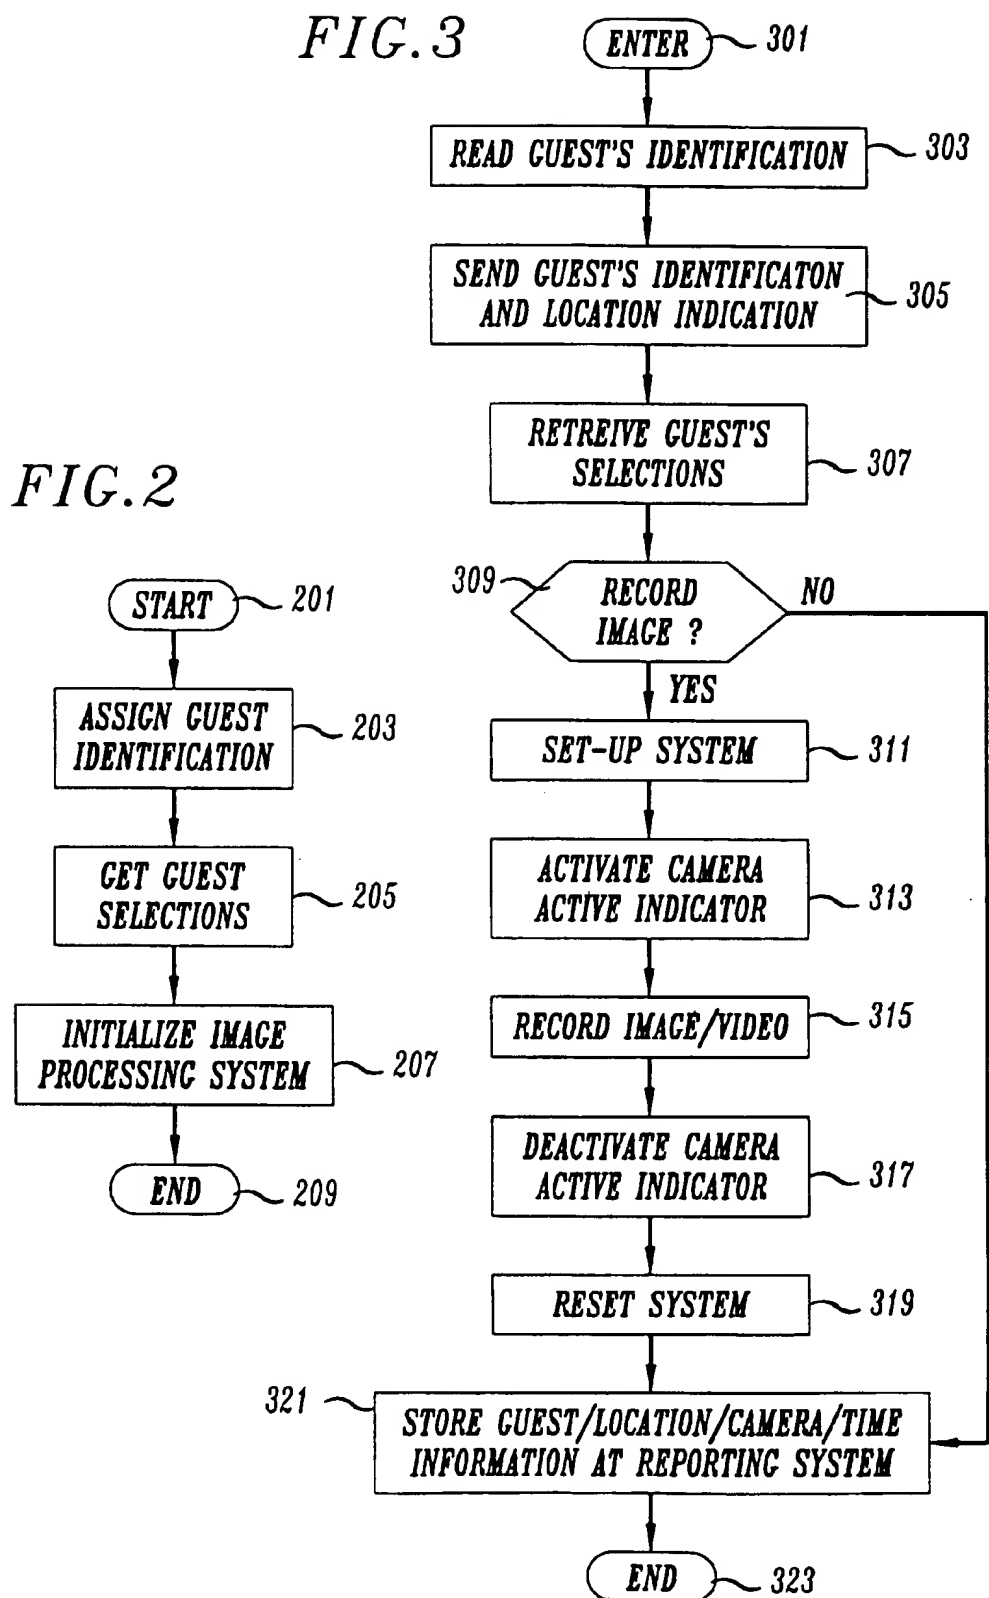 FIG.3
ENTER
301
READ GUEST'S IDENTIFICATION
303
SEND GUEST'S IDENTIFICATON
AND LOCATION INDICATION
305
RETREIVE GUEST'S
SELECTIONS
307
309
RECORD
IMAGE ?
NO
YES
SET-UP SYSTEM
311
ACTIVATE CAMERA
ACTIVE INDICATOR
313
RECORD IMAGE/VIDEO
315
DEACTIVATE CAMERA
ACTIVE INDICATOR
317
RESET SYSTEM
319
321
STORE GUEST/LOCATION/CAMERA/TIME
INFORMATION AT REPORTING SYSTEM
END
323
FIG.2
START
201
ASSIGN GUEST
IDENTIFICATION
203
GET GUEST
SELECTIONS
205
INITIALIZE IMAGE
PROCESSING SYSTEM
207
END
209